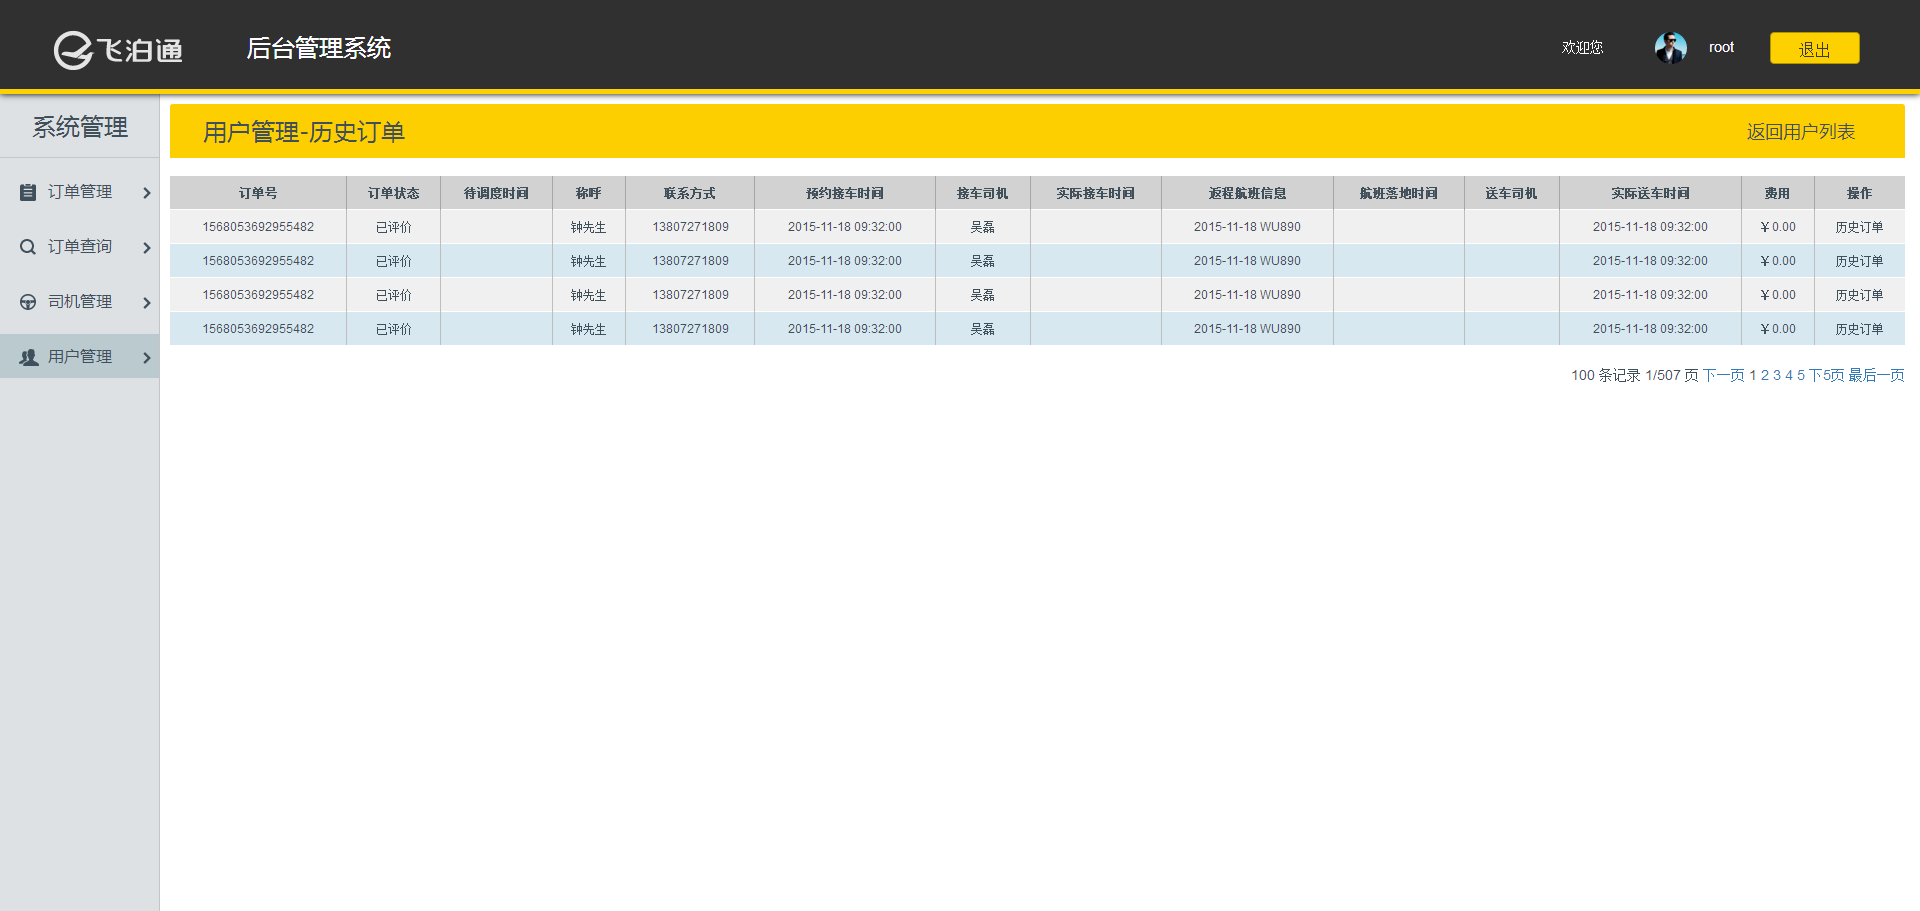 飞泊通 后台管理系统 欢迎您 root 退出
系统管理
订单管理
订单查询
司机管理
用户管理
用户管理-历史订单 返回用户列表
订单号 订单状态 待调度时间 称呼 联系方式 预约接车时间 接车司机 实际接车时间 返程航班信息 航班落地时间 送车司机 实际送车时间 费用 操作
1568053692955482 已评价 钟先生 13807271809 2015-11-18 09:32:00 吴磊 2015-11-18 WU890 2015-11-18 09:32:00 ¥0.00 历史订单
1568053692955482 已评价 钟先生 13807271809 2015-11-18 09:32:00 吴磊 2015-11-18 WU890 2015-11-18 09:32:00 ¥0.00 历史订单
1568053692955482 已评价 钟先生 13807271809 2015-11-18 09:32:00 吴磊 2015-11-18 WU890 2015-11-18 09:32:00 ¥0.00 历史订单
1568053692955482 已评价 钟先生 13807271809 2015-11-18 09:32:00 吴磊 2015-11-18 WU890 2015-11-18 09:32:00 ¥0.00 历史订单
100 条记录 1/507 页 下一页 1 2 3 4 5 下5页 最后一页